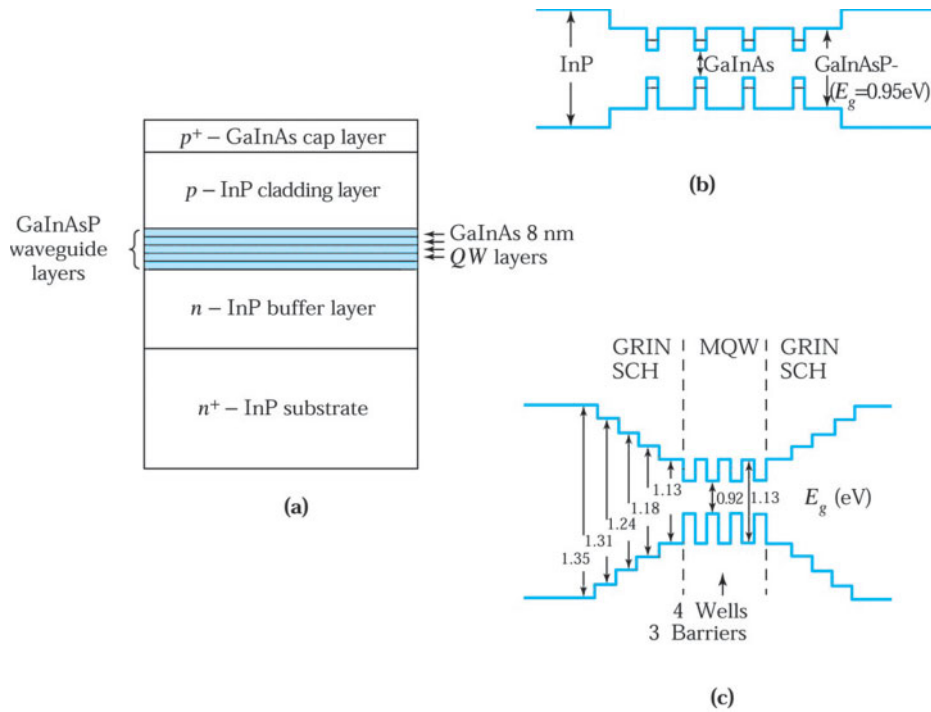 p⁺ – GaInAs cap layer
p – InP cladding layer
GaInAsP
waveguide
layers
GaInAs 8 nm
QW layers
n – InP buffer layer
n⁺ – InP substrate
(a)
InP
GaInAs
GaInAsP-
(E_g=0.95eV)
(b)
GRIN
SCH
MQW
GRIN
SCH
1.13
1.18
1.24
1.31
1.35
0.92
1.13
E_g (eV)
4 Wells
3 Barriers
(c)